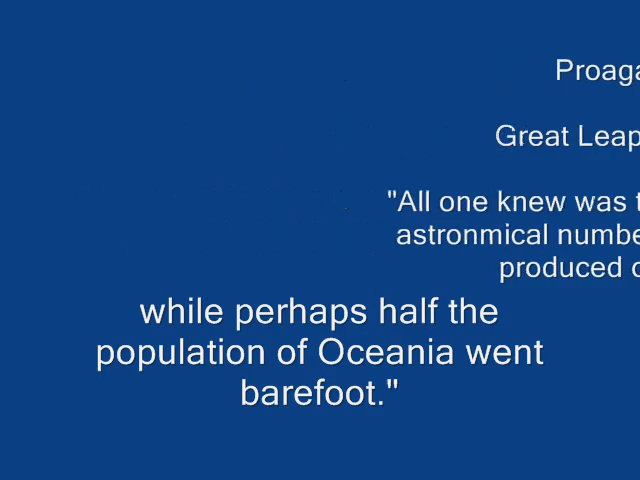 Proaga
Great Leap
"All one knew was t
astronmical numbe
produced o
while perhaps half the
population of Oceania went
barefoot."